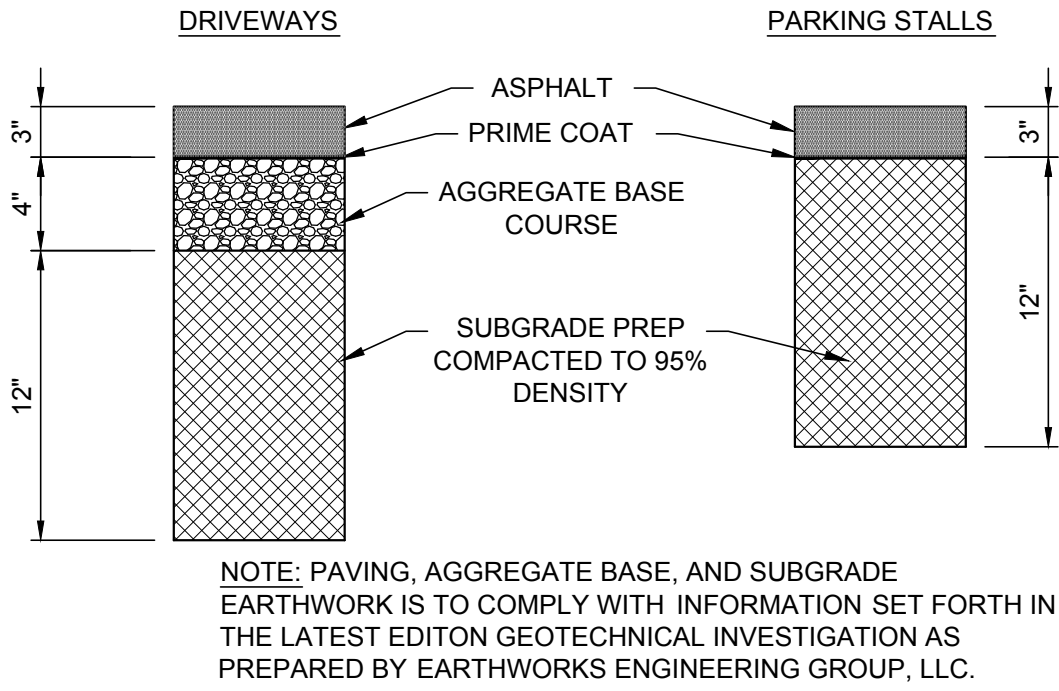 DRIVEWAYS
PARKING STALLS
ASPHALT
PRIME COAT
AGGREGATE BASE
COURSE
SUBGRADE PREP
COMPACTED TO 95%
DENSITY
3"
4"
12"
3"
12"
NOTE: PAVING, AGGREGATE BASE, AND SUBGRADE
EARTHWORK IS TO COMPLY WITH INFORMATION SET FORTH IN
THE LATEST EDITON GEOTECHNICAL INVESTIGATION AS
PREPARED BY EARTHWORKS ENGINEERING GROUP, LLC.